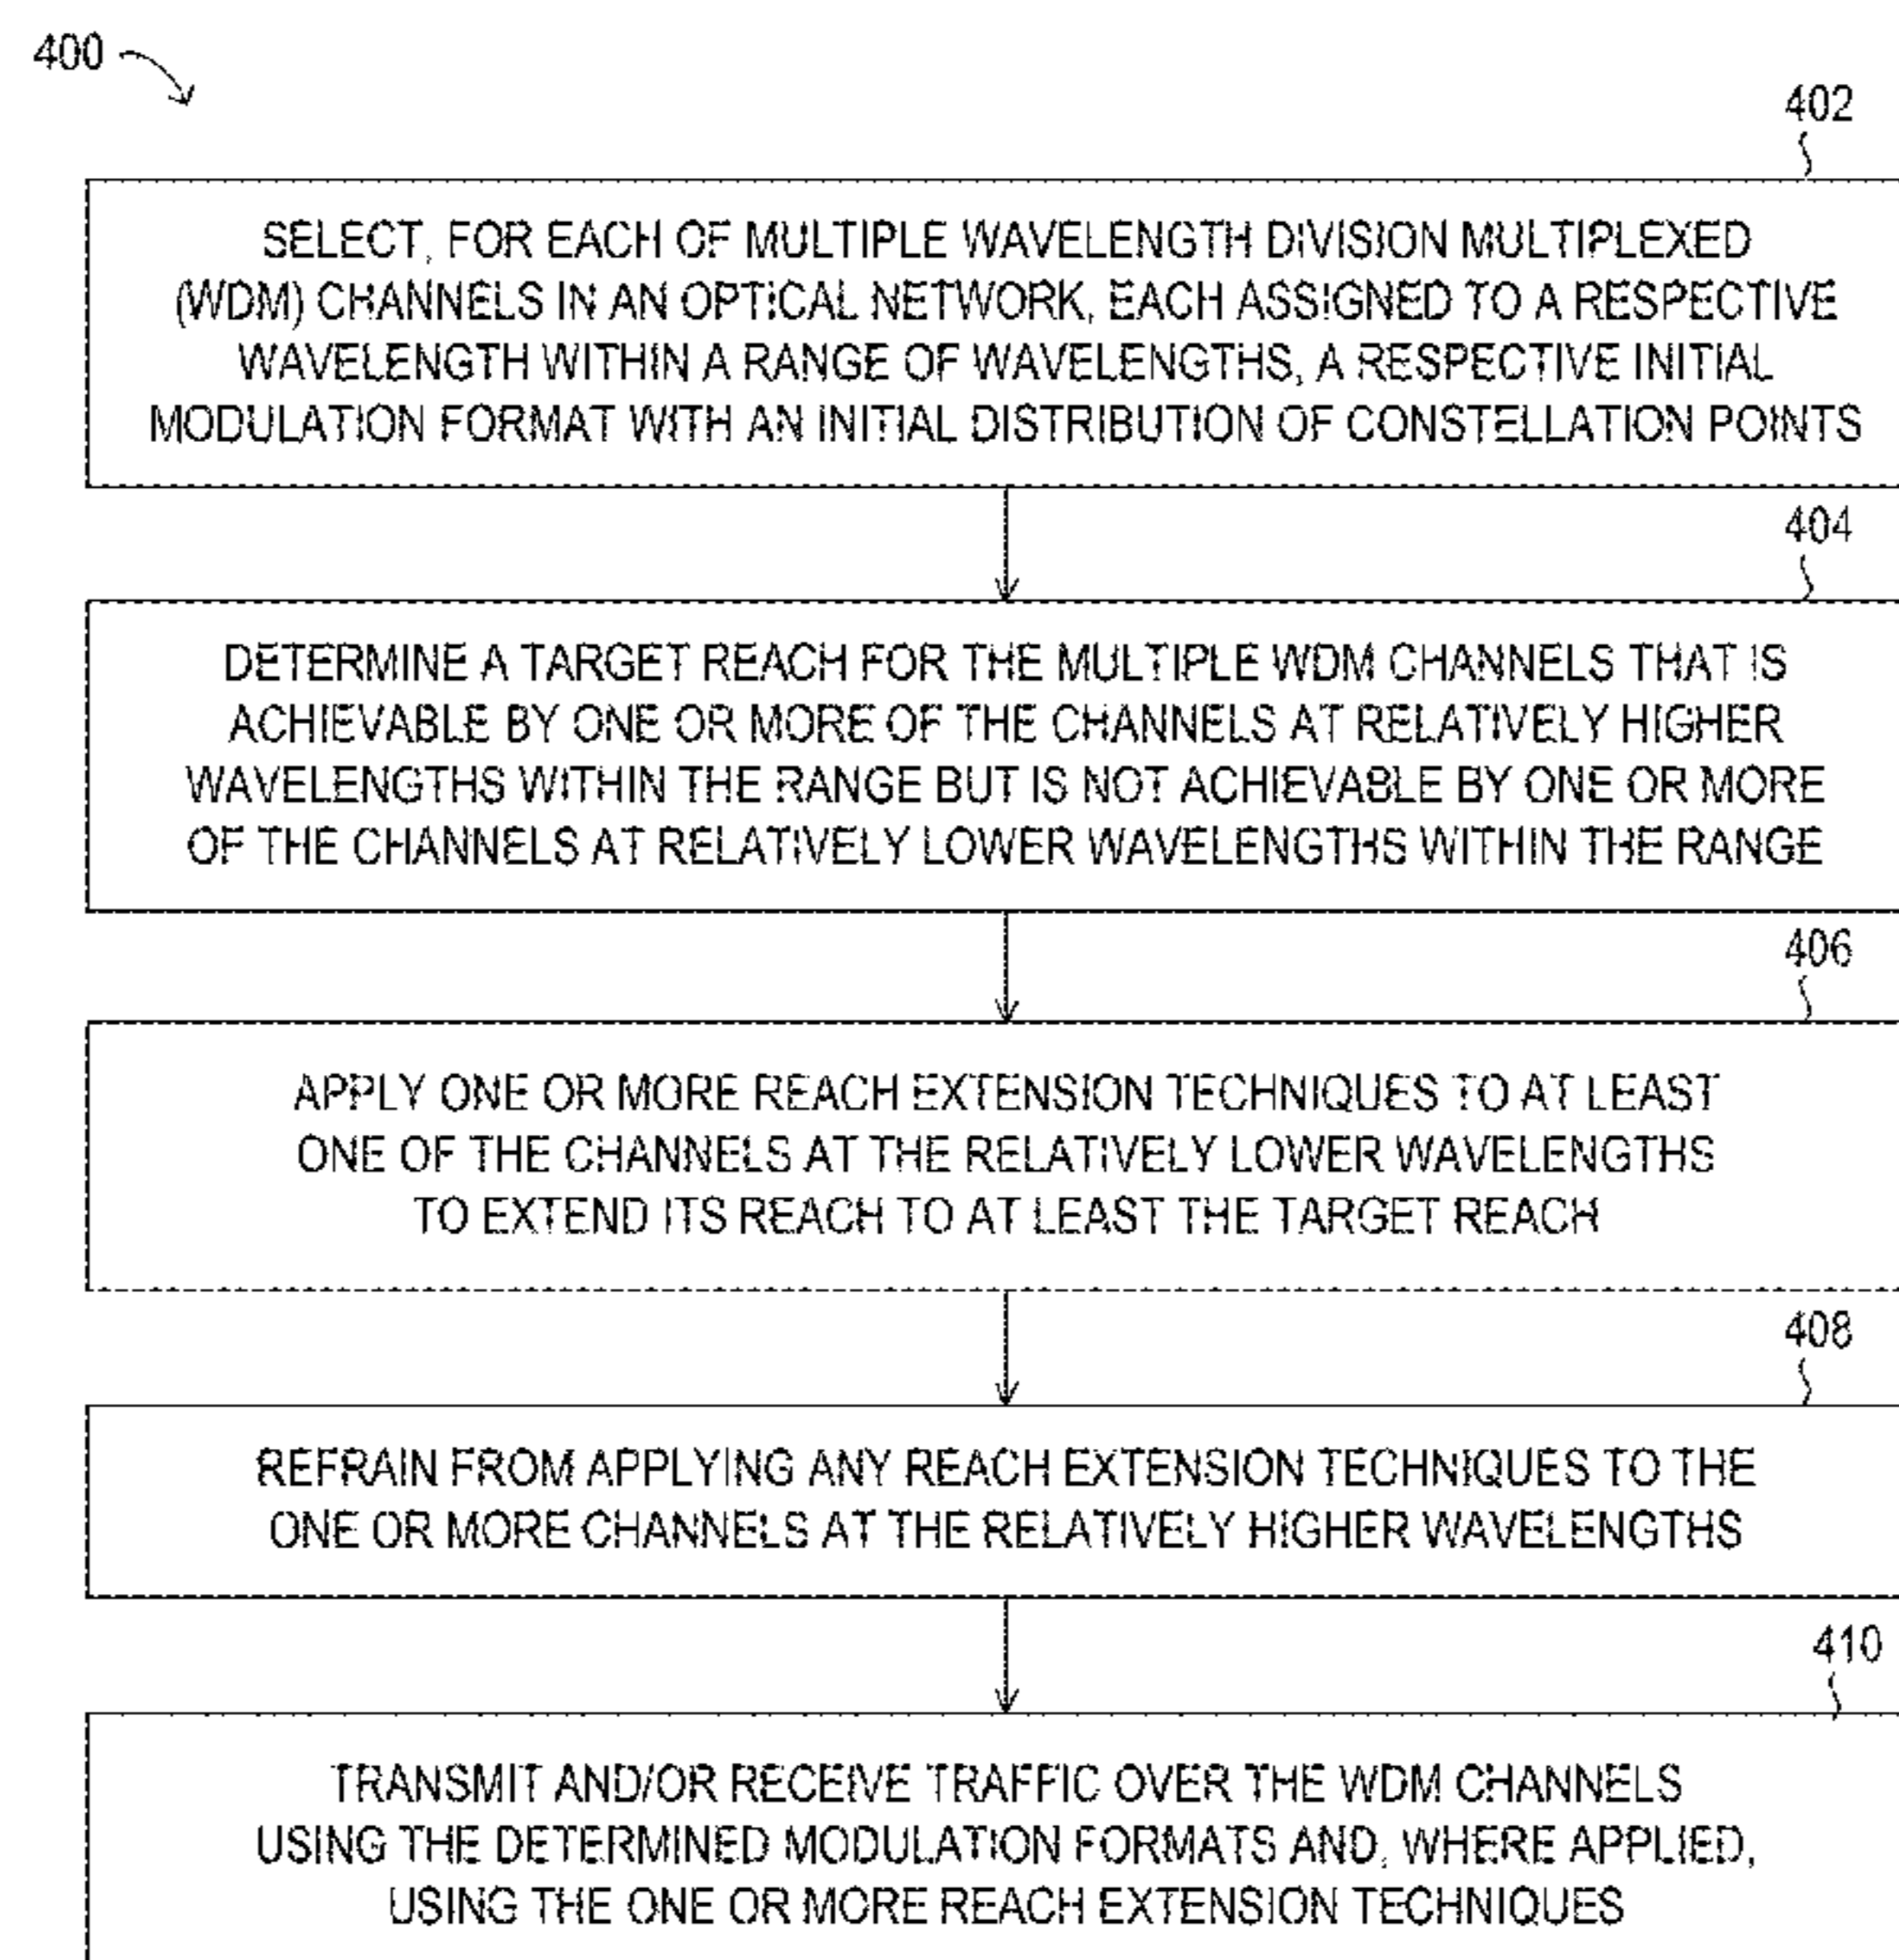 400
402
SELECT, FOR EACH OF MULTIPLE WAVELENGTH DIVISION MULTIPLEXED
(WDM) CHANNELS IN AN OPTICAL NETWORK, EACH ASSIGNED TO A RESPECTIVE
WAVELENGTH WITHIN A RANGE OF WAVELENGTHS, A RESPECTIVE INITIAL
MODULATION FORMAT WITH AN INITIAL DISTRIBUTION OF CONSTELLATION POINTS
404
DETERMINE A TARGET REACH FOR THE MULTIPLE WDM CHANNELS THAT IS
ACHIEVABLE BY ONE OR MORE OF THE CHANNELS AT RELATIVELY HIGHER
WAVELENGTHS WITHIN THE RANGE BUT IS NOT ACHIEVABLE BY ONE OR MORE
OF THE CHANNELS AT RELATIVELY LOWER WAVELENGTHS WITHIN THE RANGE
406
APPLY ONE OR MORE REACH EXTENSION TECHNIQUES TO AT LEAST
ONE OF THE CHANNELS AT THE RELATIVELY LOWER WAVELENGTHS
TO EXTEND ITS REACH TO AT LEAST THE TARGET REACH
408
REFRAIN FROM APPLYING ANY REACH EXTENSION TECHNIQUES TO THE
ONE OR MORE CHANNELS AT THE RELATIVELY HIGHER WAVELENGTHS
410
TRANSMIT AND/OR RECEIVE TRAFFIC OVER THE WDM CHANNELS
USING THE DETERMINED MODULATION FORMATS AND, WHERE APPLIED,
USING THE ONE OR MORE REACH EXTENSION TECHNIQUES